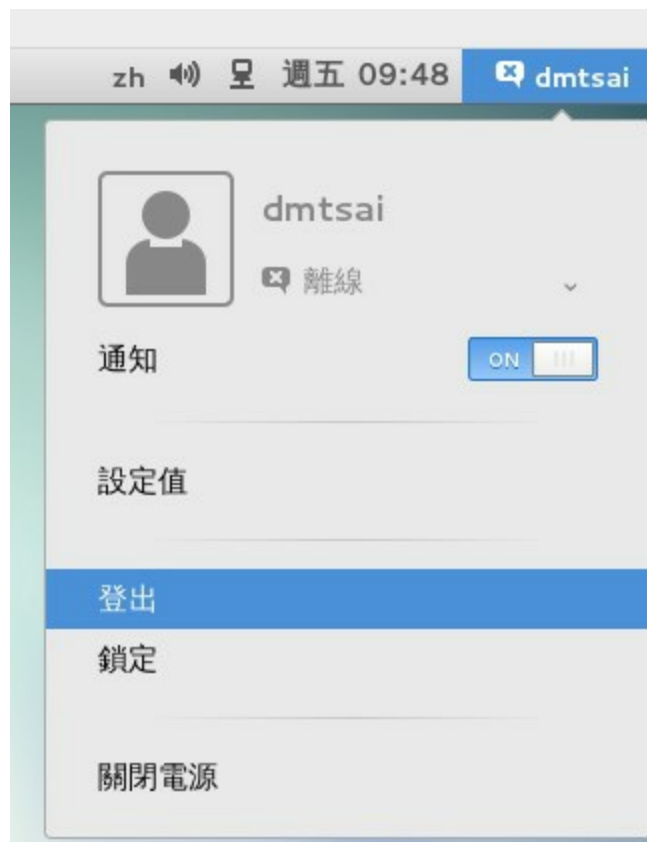 zh 週五 09:48 dmtsai
dmtsai
離線
通知 ON
設定值
登出
鎖定
關閉電源